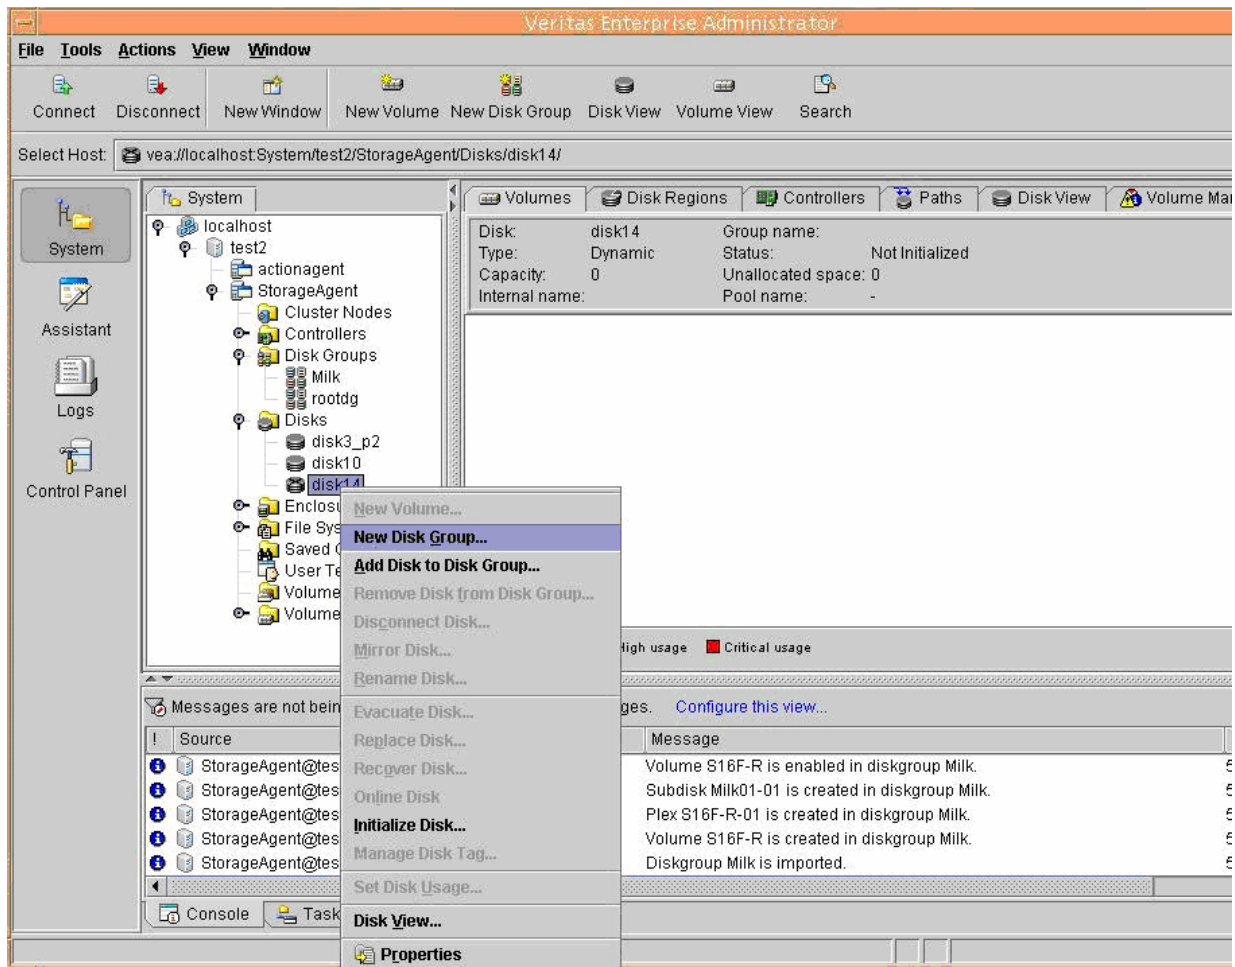 Veritas Enterprise Administrator
File Tools Actions View Window
Connect Disconnect New Window New Volume New Disk Group Disk View Volume View Search
Select Host: vea://localhost:System/test2/StorageAgent/Disks/disk14/
System
Assistant
Logs
Control Panel
System
localhost
test2
actionagent
StorageAgent
Cluster Nodes
Controllers
Disk Groups
Milk
rootdg
Disks
disk3_p2
disk10
disk14
Enclosu
File Sys
Saved
User Te
Volume
Volume
Volumes Disk Regions Controllers Paths Disk View Volume Ma
Disk: disk14 Group name:
Type: Dynamic Status: Not Initialized
Capacity: 0 Unallocated space: 0
Internal name: Pool name: -
New Volume...
New Disk Group...
Add Disk to Disk Group...
Remove Disk from Disk Group...
Disconnect Disk...
Mirror Disk...
Rename Disk...
Evacuate Disk...
Replace Disk...
Recover Disk...
Online Disk
Initialize Disk...
Manage Disk Tag...
Set Disk Usage...
Disk View...
Properties
High usage Critical usage
Messages are not bein ges. Configure this view...
! Source Message
StorageAgent@tes Volume S16F-R is enabled in diskgroup Milk. 5
StorageAgent@tes Subdisk Milk01-01 is created in diskgroup Milk. 5
StorageAgent@tes Plex S16F-R-01 is created in diskgroup Milk. 5
StorageAgent@tes Volume S16F-R is created in diskgroup Milk. 5
StorageAgent@tes Diskgroup Milk is imported. 5
Console Task